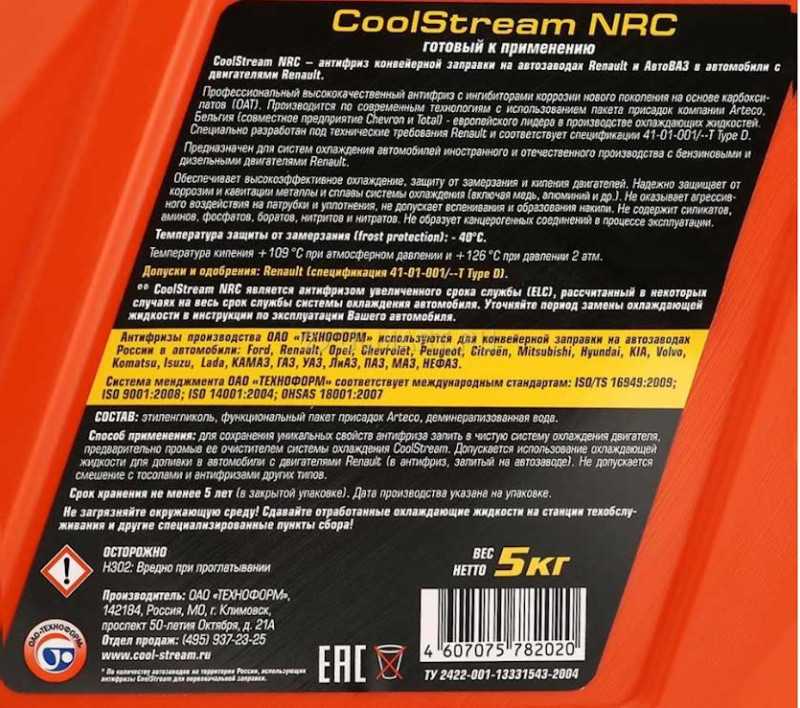 CoolStream NRC
готовый к применению
CoolStream NRC – антифриз конвейерной заправки на автозаводах Renault и АвтоВАЗ в автомобили с
двигателями Renault.
Профессиональный высококачественный антифриз с ингибиторами коррозии нового поколения на основе карбокси-
латов (OAT). Производится по современным технологиям с использованием пакета присадок компании Arteco,
Бельгия (совместное предприятие Chevron и Total) - европейского лидера в производстве охлаждающих жидкостей.
Специально разработан под технические требования Renault и соответствует спецификации 41-01-001/--T Type D.
Предназначен для систем охлаждения автомобилей иностранного и отечественного производства с бензиновыми и
дизельными двигателями Renault.
Обеспечивает высокоэффективное охлаждение, защиту от замерзания и кипения двигателей. Надежно защищает от
коррозии и кавитации металлы и сплавы системы охлаждения (включая медь, алюминий и др.). Не оказывает агрессив-
ного воздействия на патрубки и уплотнения, не допускает вспенивания и образования накипи. Не содержит силикатов,
аминов, фосфатов, боратов, нитритов и нитратов. Не образует канцерогенных соединений в процессе эксплуатации.
Температура защиты от замерзания (frost protection): - 40°C.
Температура кипения +109 °C при атмосферном давлении и +126 °C при давлении 2 атм.
Допуски и одобрения: Renault (спецификация 41-01-001/--T Type D).
** CoolStream NRC является антифризом увеличенного срока службы (ELC), рассчитанный в некоторых
случаях на весь срок службы системы охлаждения автомобиля. Уточняйте период замены охлаждающей
жидкости в инструкции по эксплуатации Вашего автомобиля.
Антифризы производства ОАО «ТЕХНОФОРМ» используются для конвейерной заправки на автозаводах
России в автомобили: Ford, Renault, Opel, Chevrolet, Peugeot, Citroën, Mitsubishi, Hyundai, KIA, Volvo,
Komatsu, Isuzu, Lada, КАМАЗ, ГАЗ, УАЗ, ЛиАЗ, ПАЗ, МАЗ, НЕФАЗ.
Система менеджмента ОАО «ТЕХНОФОРМ» соответствует международным стандартам: ISO/TS 16949:2009;
ISO 9001:2008; ISO 14001:2004; OHSAS 18001:2007
СОСТАВ: этиленгликоль, функциональный пакет присадок Arteco, деминерализованная вода.
Способ применения: для сохранения уникальных свойств антифриза залить в чистую систему охлаждения двигателя,
предварительно промыв ее очистителем системы охлаждения CoolStream. Допускается использование охлаждающей
жидкости для доливки в автомобили с двигателями Renault (в антифриз, залитый на автозаводе). Не допускается
смешение с тосолами и антифризами других типов.
Срок хранения не менее 5 лет (в закрытой упаковке). Дата производства указана на упаковке.
Не загрязняйте окружающую среду! Сдавайте отработанные охлаждающие жидкости на станции техобслу-
живания и другие специализированные пункты сбора!
ОСТОРОЖНО
H302: Вредно при проглатывании
ВЕС
НЕТТО
5кг
Производитель: ОАО «ТЕХНОФОРМ»,
142184, Россия, МО, г. Климовск,
проспект 50-летия Октября, д. 21А
Отдел продаж: (495) 937-23-25
www.cool-stream.ru
ОАО«ТЕХНОФОРМ»
* По количеству автозаводов на территории России, использующих
антифризы CoolStream для первоначальной заправки.
EAC
4 607075 782020
ТУ 2422-001-13331543-2004